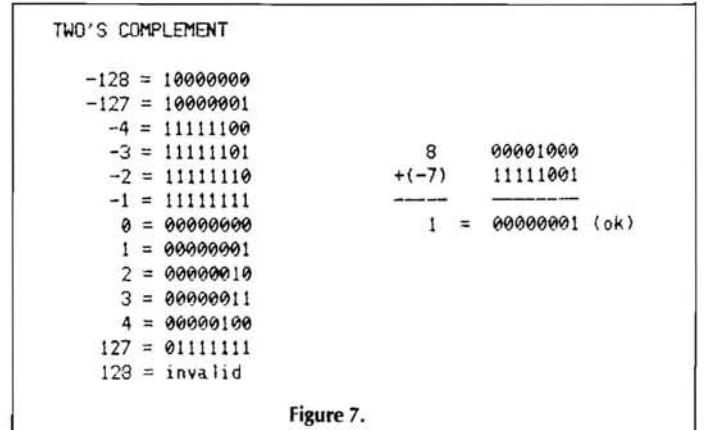 TWO'S COMPLEMENT
-128 = 10000000
-127 = 10000001
-4 = 11111100
-3 = 11111101
-2 = 11111110
-1 = 11111111
0 = 00000000
1 = 00000001
2 = 00000010
3 = 00000011
4 = 00000100
127 = 01111111
128 = invalid
8 00001000
+(-7) 11111001
----- --------
1 = 00000001 (ok)
Figure 7.